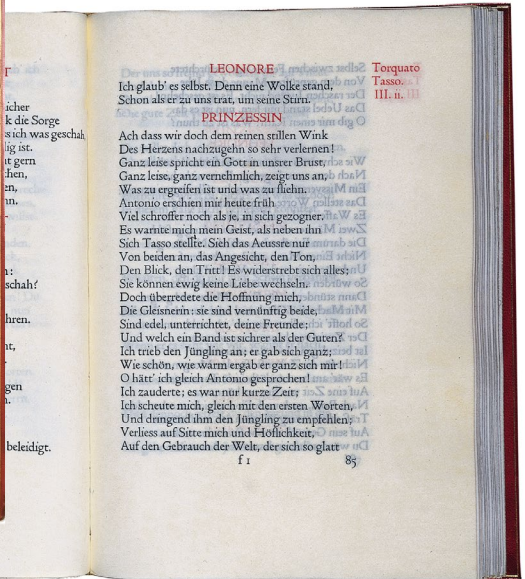 T
icher
k die Sorge
s ich was geschah,
lig ist.
t gern
chen,
en,
nn.
schah?
hren.
nt,
gen
n.
beleidigt.
LEONORE
Ich glaub' es selbst. Denn eine Wolke stand,
Schon als er zu uns trat, um seine Stirn.
PRINZESSIN
Ach dass wir doch dem reinen stillen Wink
Des Herzens nachzugehn so sehr verlernen!
Ganz leise spricht ein Gott in unsrer Brust,
Ganz leise, ganz vernehmlich, zeigt uns an,
Was zu ergreifen ist und was zu fliehn.
Antonio erschien mir heute früh
Viel schroffer noch als je, in sich gezogner.
Es warnte mich mein Geist, als neben ihn
Sich Tasso stellte. Sieh das Aeussre nur
Von beiden an, das Angesicht, den Ton,
Den Blick, den Tritt! Es widerstrebt sich alles;
Sie können ewig keine Liebe wechseln.
Doch überredete die Hoffnung mich,
Die Gleisnerin: sie sind vernünftig beide,
Sind edel, unterrichtet, deine Freunde;
Und welch ein Band ist sichrer als der Guten?
Ich trieb den Jüngling an; er gab sich ganz;
Wie schön, wie warm ergab er ganz sich mir!
O hätt' ich gleich Antonio gesprochen!
Ich zauderte; es war nur kurze Zeit;
Ich scheute mich, gleich mit den ersten Worten,
Und dringend ihm den Jüngling zu empfehlen;
Verliess auf Sitte mich und Höflichkeit,
Auf den Gebrauch der Welt, der sich so glatt
f 1
85
Torquato
Tasso.
III. ii.